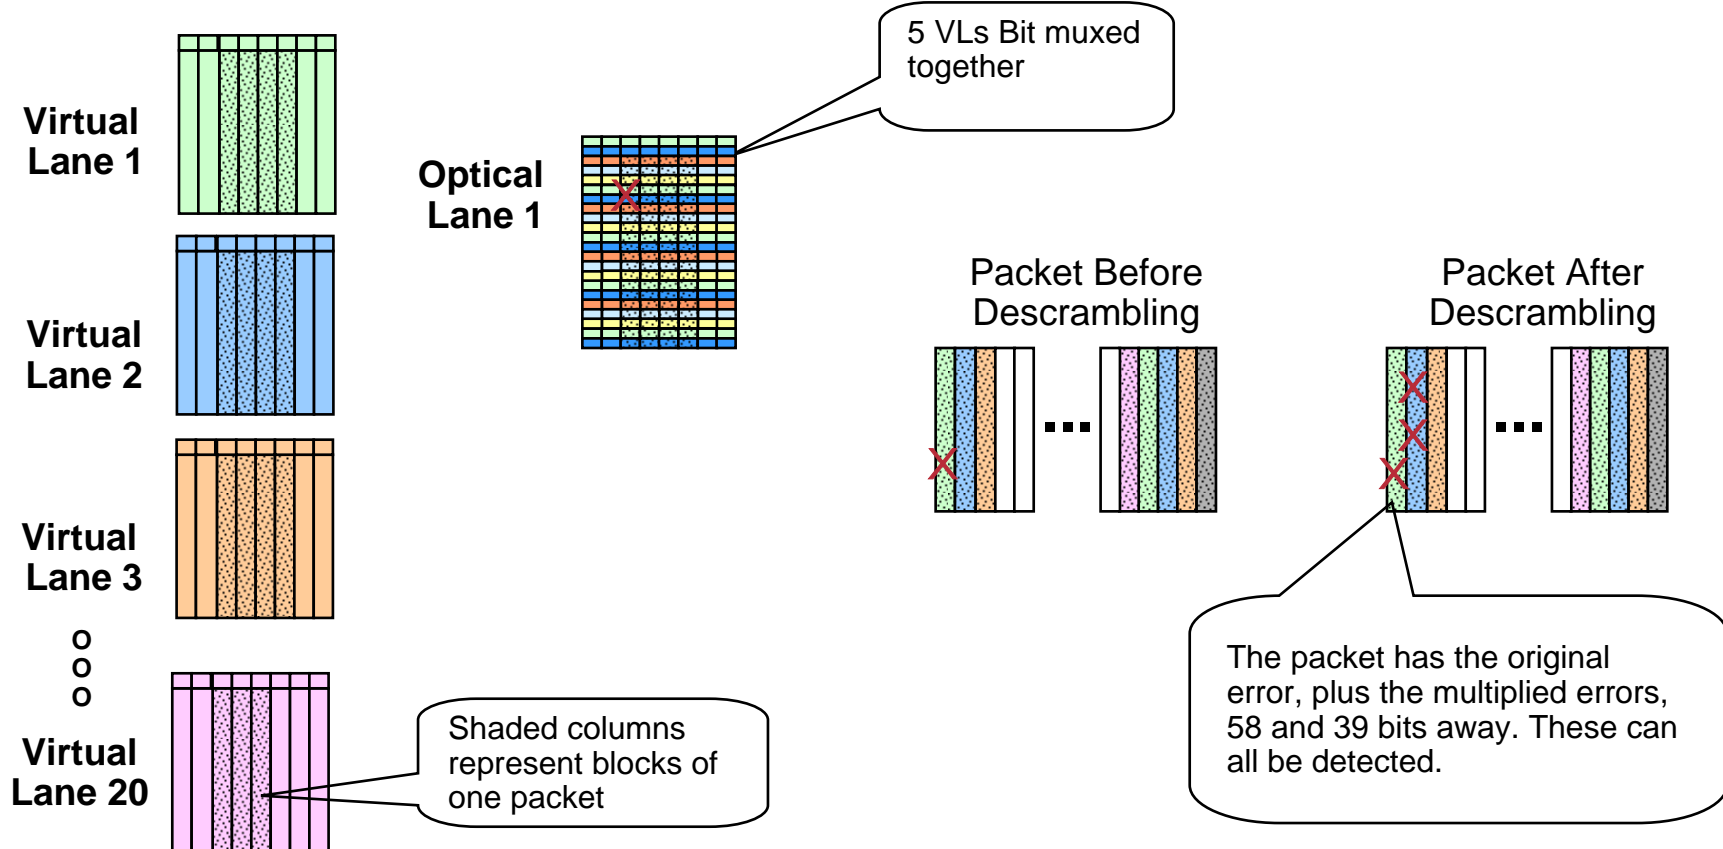 Virtual
Lane 1
Virtual
Lane 2
Virtual
Lane 3
o
o
o
Virtual
Lane 20
Shaded columns
represent blocks of
one packet
Optical
Lane 1
5 VLs Bit muxed
together
Packet Before
Descrambling
Packet After
Descrambling
The packet has the original
error, plus the multiplied errors,
58 and 39 bits away. These can
all be detected.